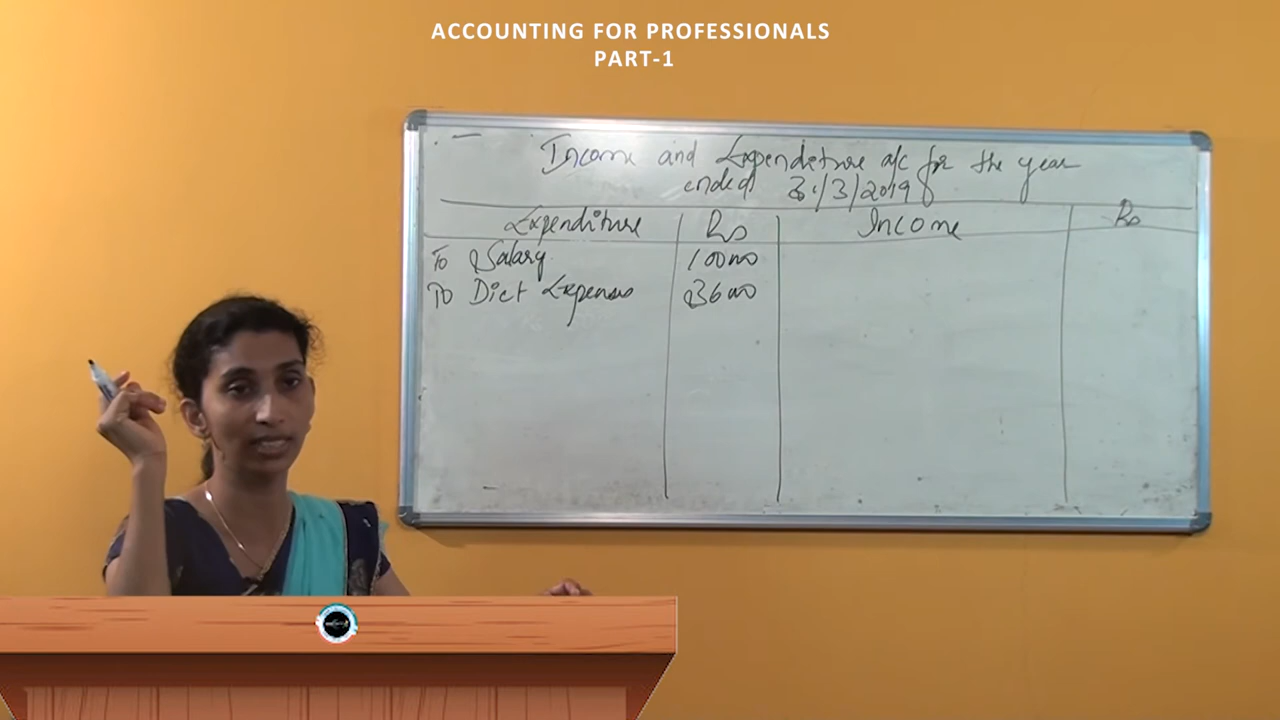 ACCOUNTING FOR PROFESSIONALS
PART-1
Income and Expenditure a/c for the year
ended 31/3/2019
Expenditure Rs Income Rs
To Salary 10000
To Diet Expenses 3600